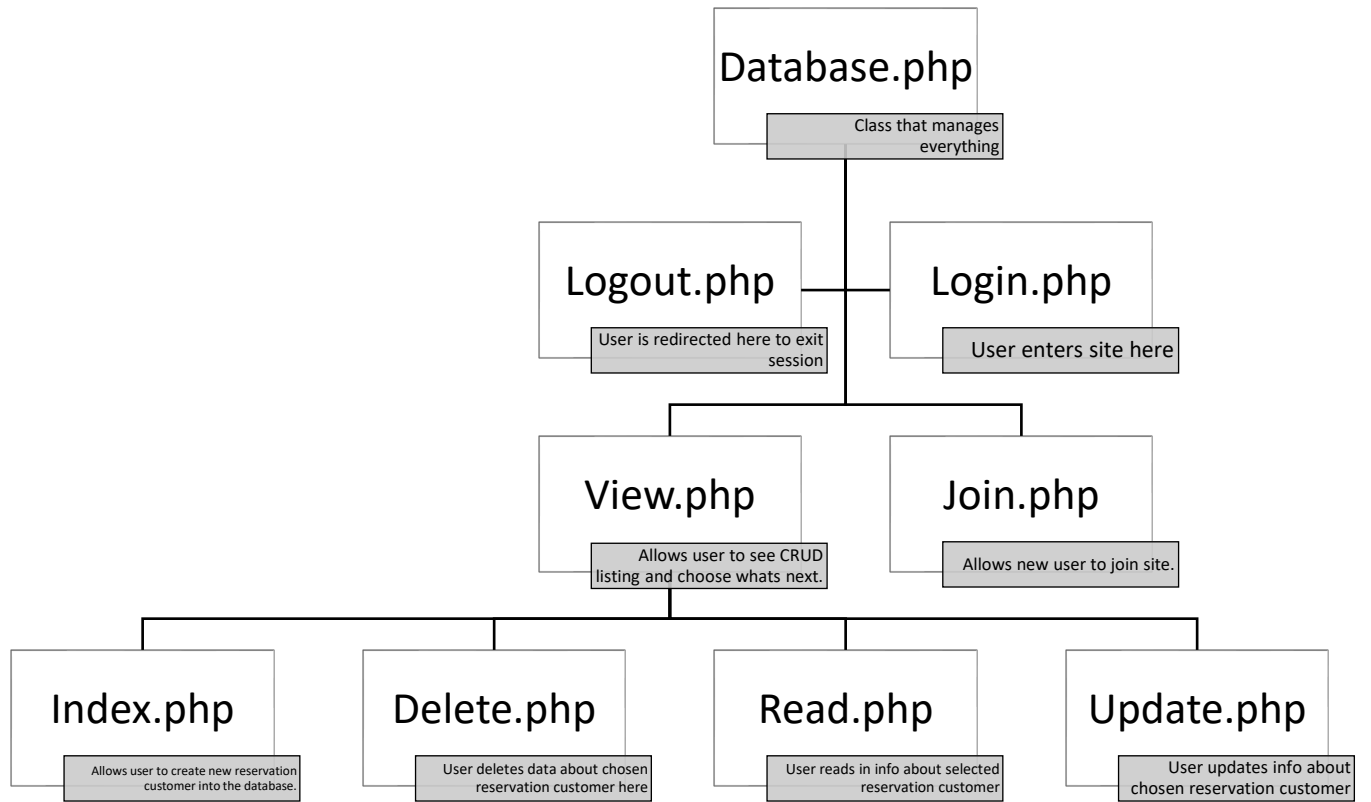 Database.php
Class that manages
everything
Logout.php
User is redirected here to exit
session
Login.php
User enters site here
View.php
Allows user to see CRUD
listing and choose whats next.
Join.php
Allows new user to join site.
Index.php
Allows user to create new reservation
customer into the database.
Delete.php
User deletes data about chosen
reservation customer here
Read.php
User reads in info about selected
reservation customer
Update.php
User updates info about
chosen reservation customer